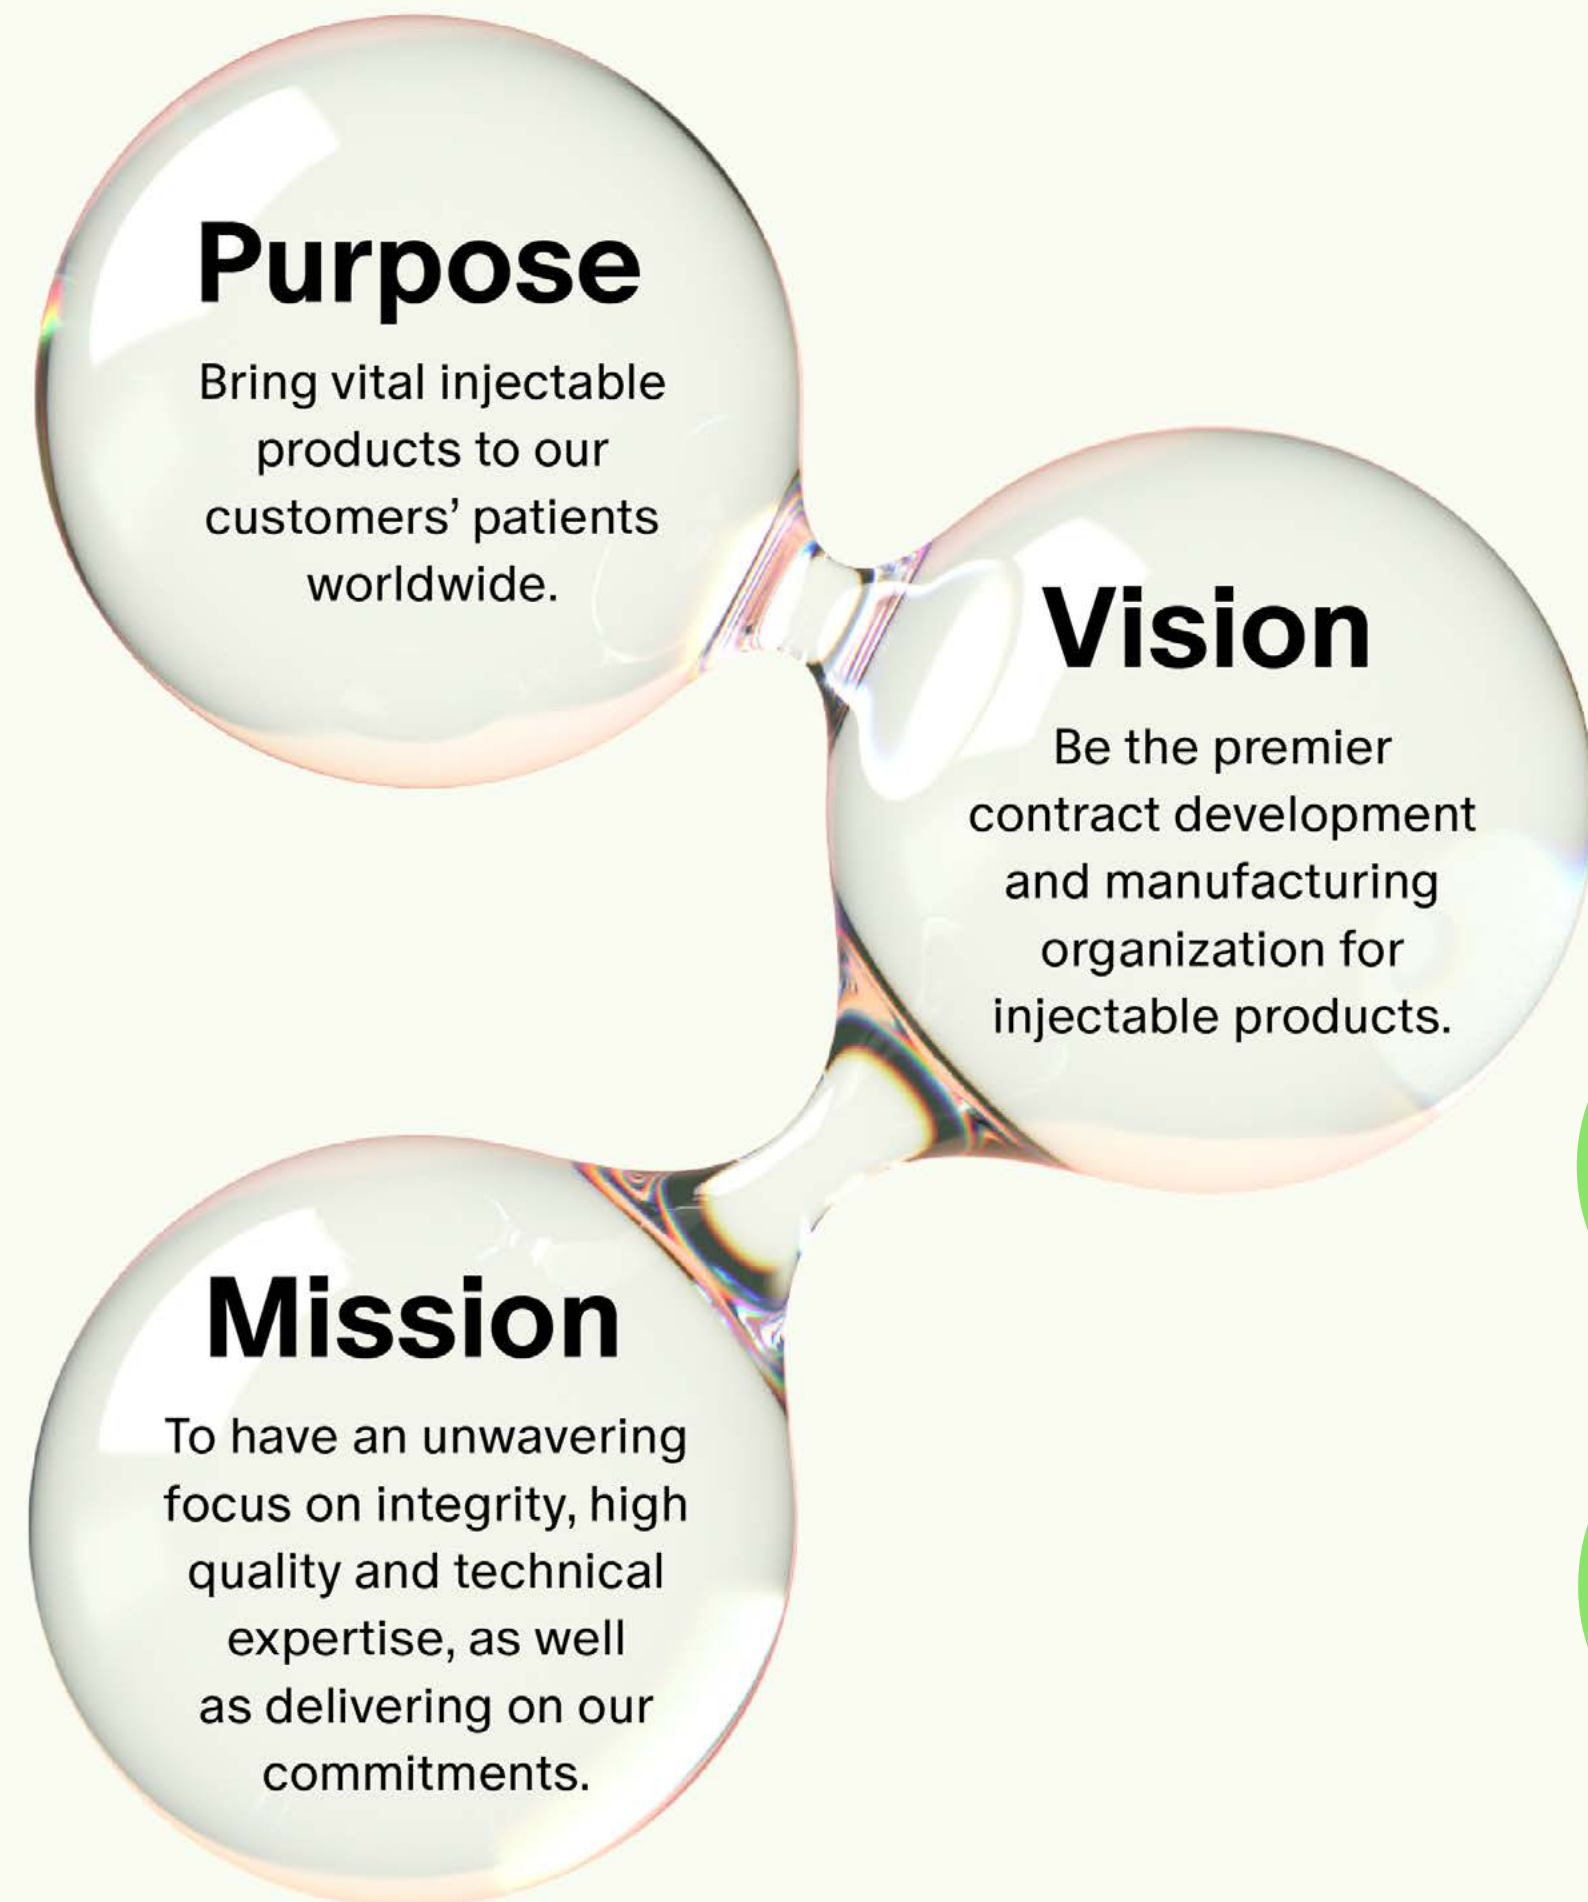 Purpose
Bring vital injectable
products to our
customers’ patients
worldwide.
Vision
Be the premier
contract development
and manufacturing
organization for
injectable products.
Mission
To have an unwavering
focus on integrity, high
quality and technical
expertise, as well
as delivering on our
commitments.